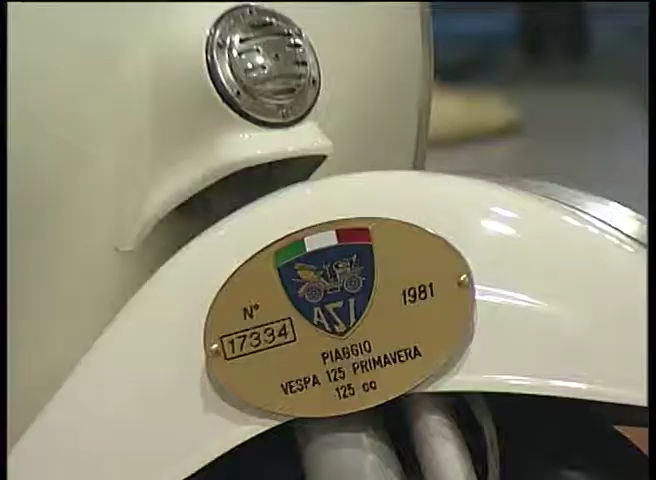 ASI
N° 1981
17334
PIAGGIO
VESPA 125 PRIMAVERA
125 cc